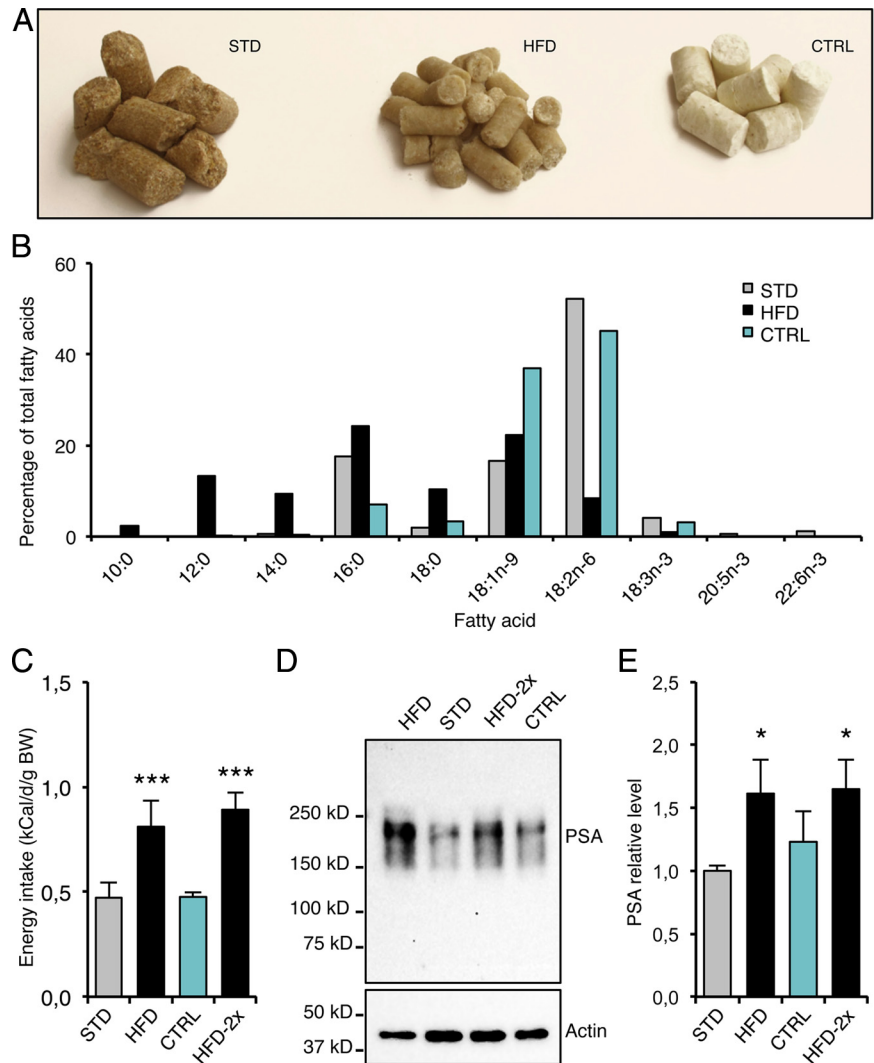 A
STD
HFD
CTRL
B
Percentage of total fatty acids
60
40
20
0
STD
HFD
CTRL
10:0
12:0
14:0
16:0
18:0
18:1n-9
18:2n-6
18:3n-3
20:5n-3
22:6n-3
Fatty acid
C
Energy intake (kCal/d/g BW)
1,5
1,0
0,5
0,0
***
***
STD
HFD
CTRL
HFD-2x
D
HFD
STD
HFD-2x
CTRL
250 kD
150 kD
100 kD
75 kD
PSA
50 kD
37 kD
Actin
E
PSA relative level
2,5
2,0
1,5
1,0
0,5
0,0
*
*
STD
HFD
CTRL
HFD-2x